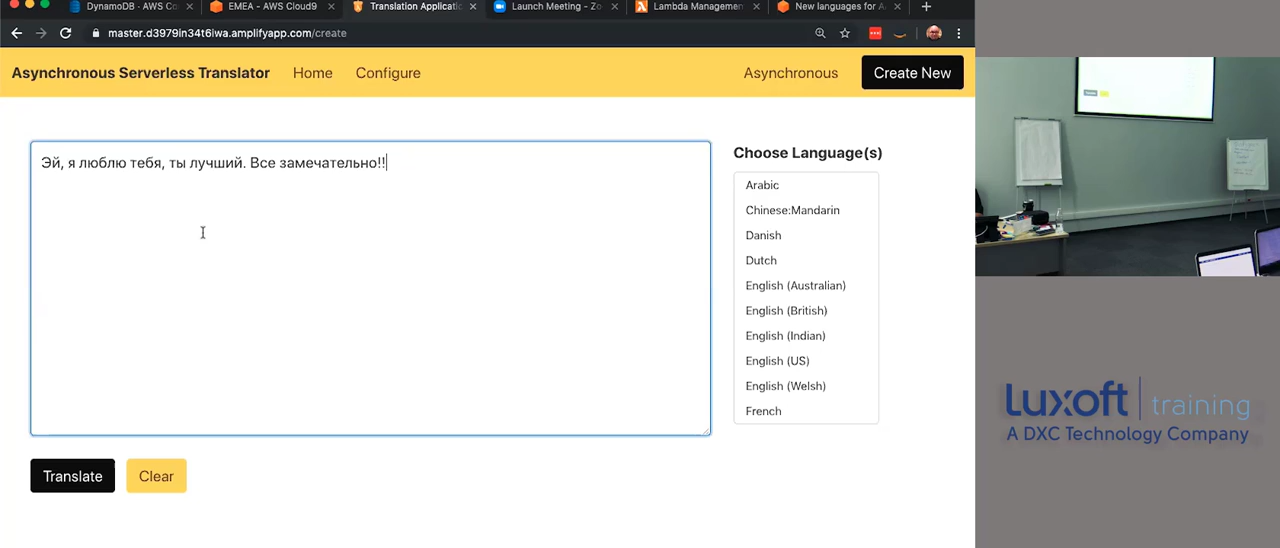 DynamoDB · AWS Co
EMEA - AWS Cloud9
Translation Applicatio
Launch Meeting - Zo
Lambda Managemen
New languages for A
master.d3979in34t6iwa.amplifyapp.com/create
Asynchronous Serverless Translator
Home
Configure
Asynchronous
Create New
Эй, я люблю тебя, ты лучший. Все замечательно!!
Choose Language(s)
Arabic
Chinese:Mandarin
Danish
Dutch
English (Australian)
English (British)
English (Indian)
English (US)
English (Welsh)
French
Translate
Clear
luxoft training
A DXC Technology Company